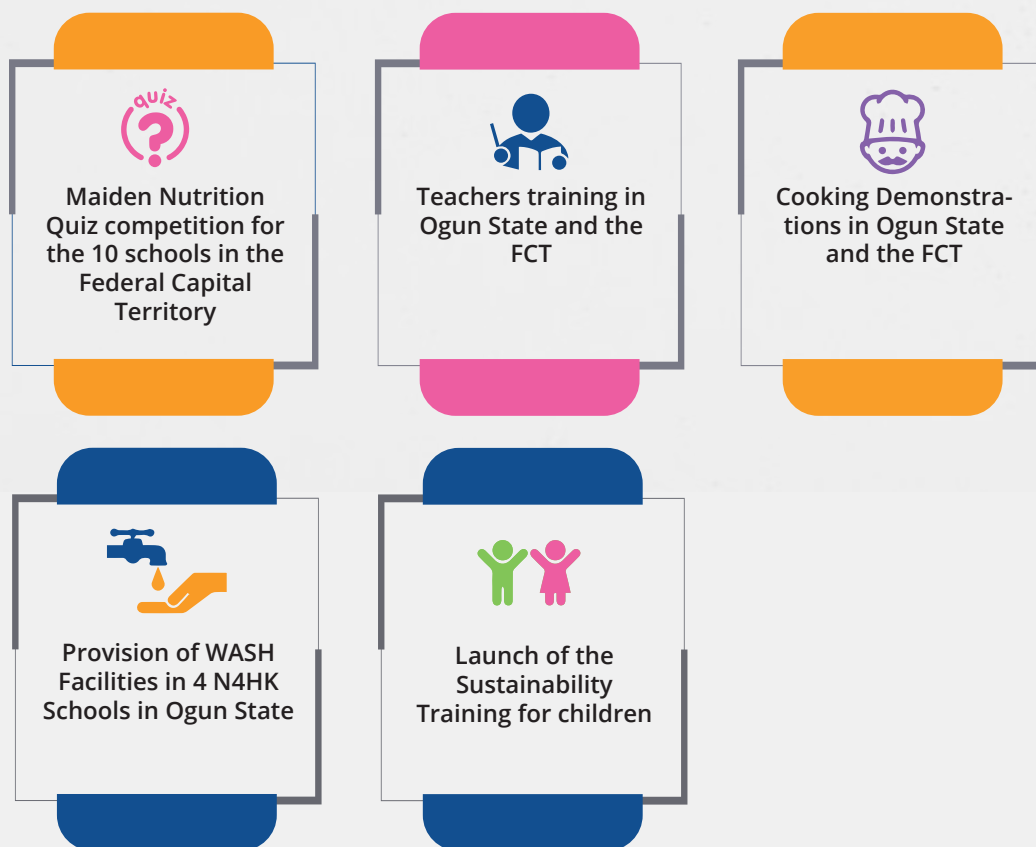 quiz
Maiden Nutrition
Quiz competition for
the 10 schools in the
Federal Capital
Territory
Teachers training in
Ogun State and the
FCT
Cooking Demonstra-
tions in Ogun State
and the FCT
Provision of WASH
Facilities in 4 N4HK
Schools in Ogun State
Launch of the
Sustainability
Training for children